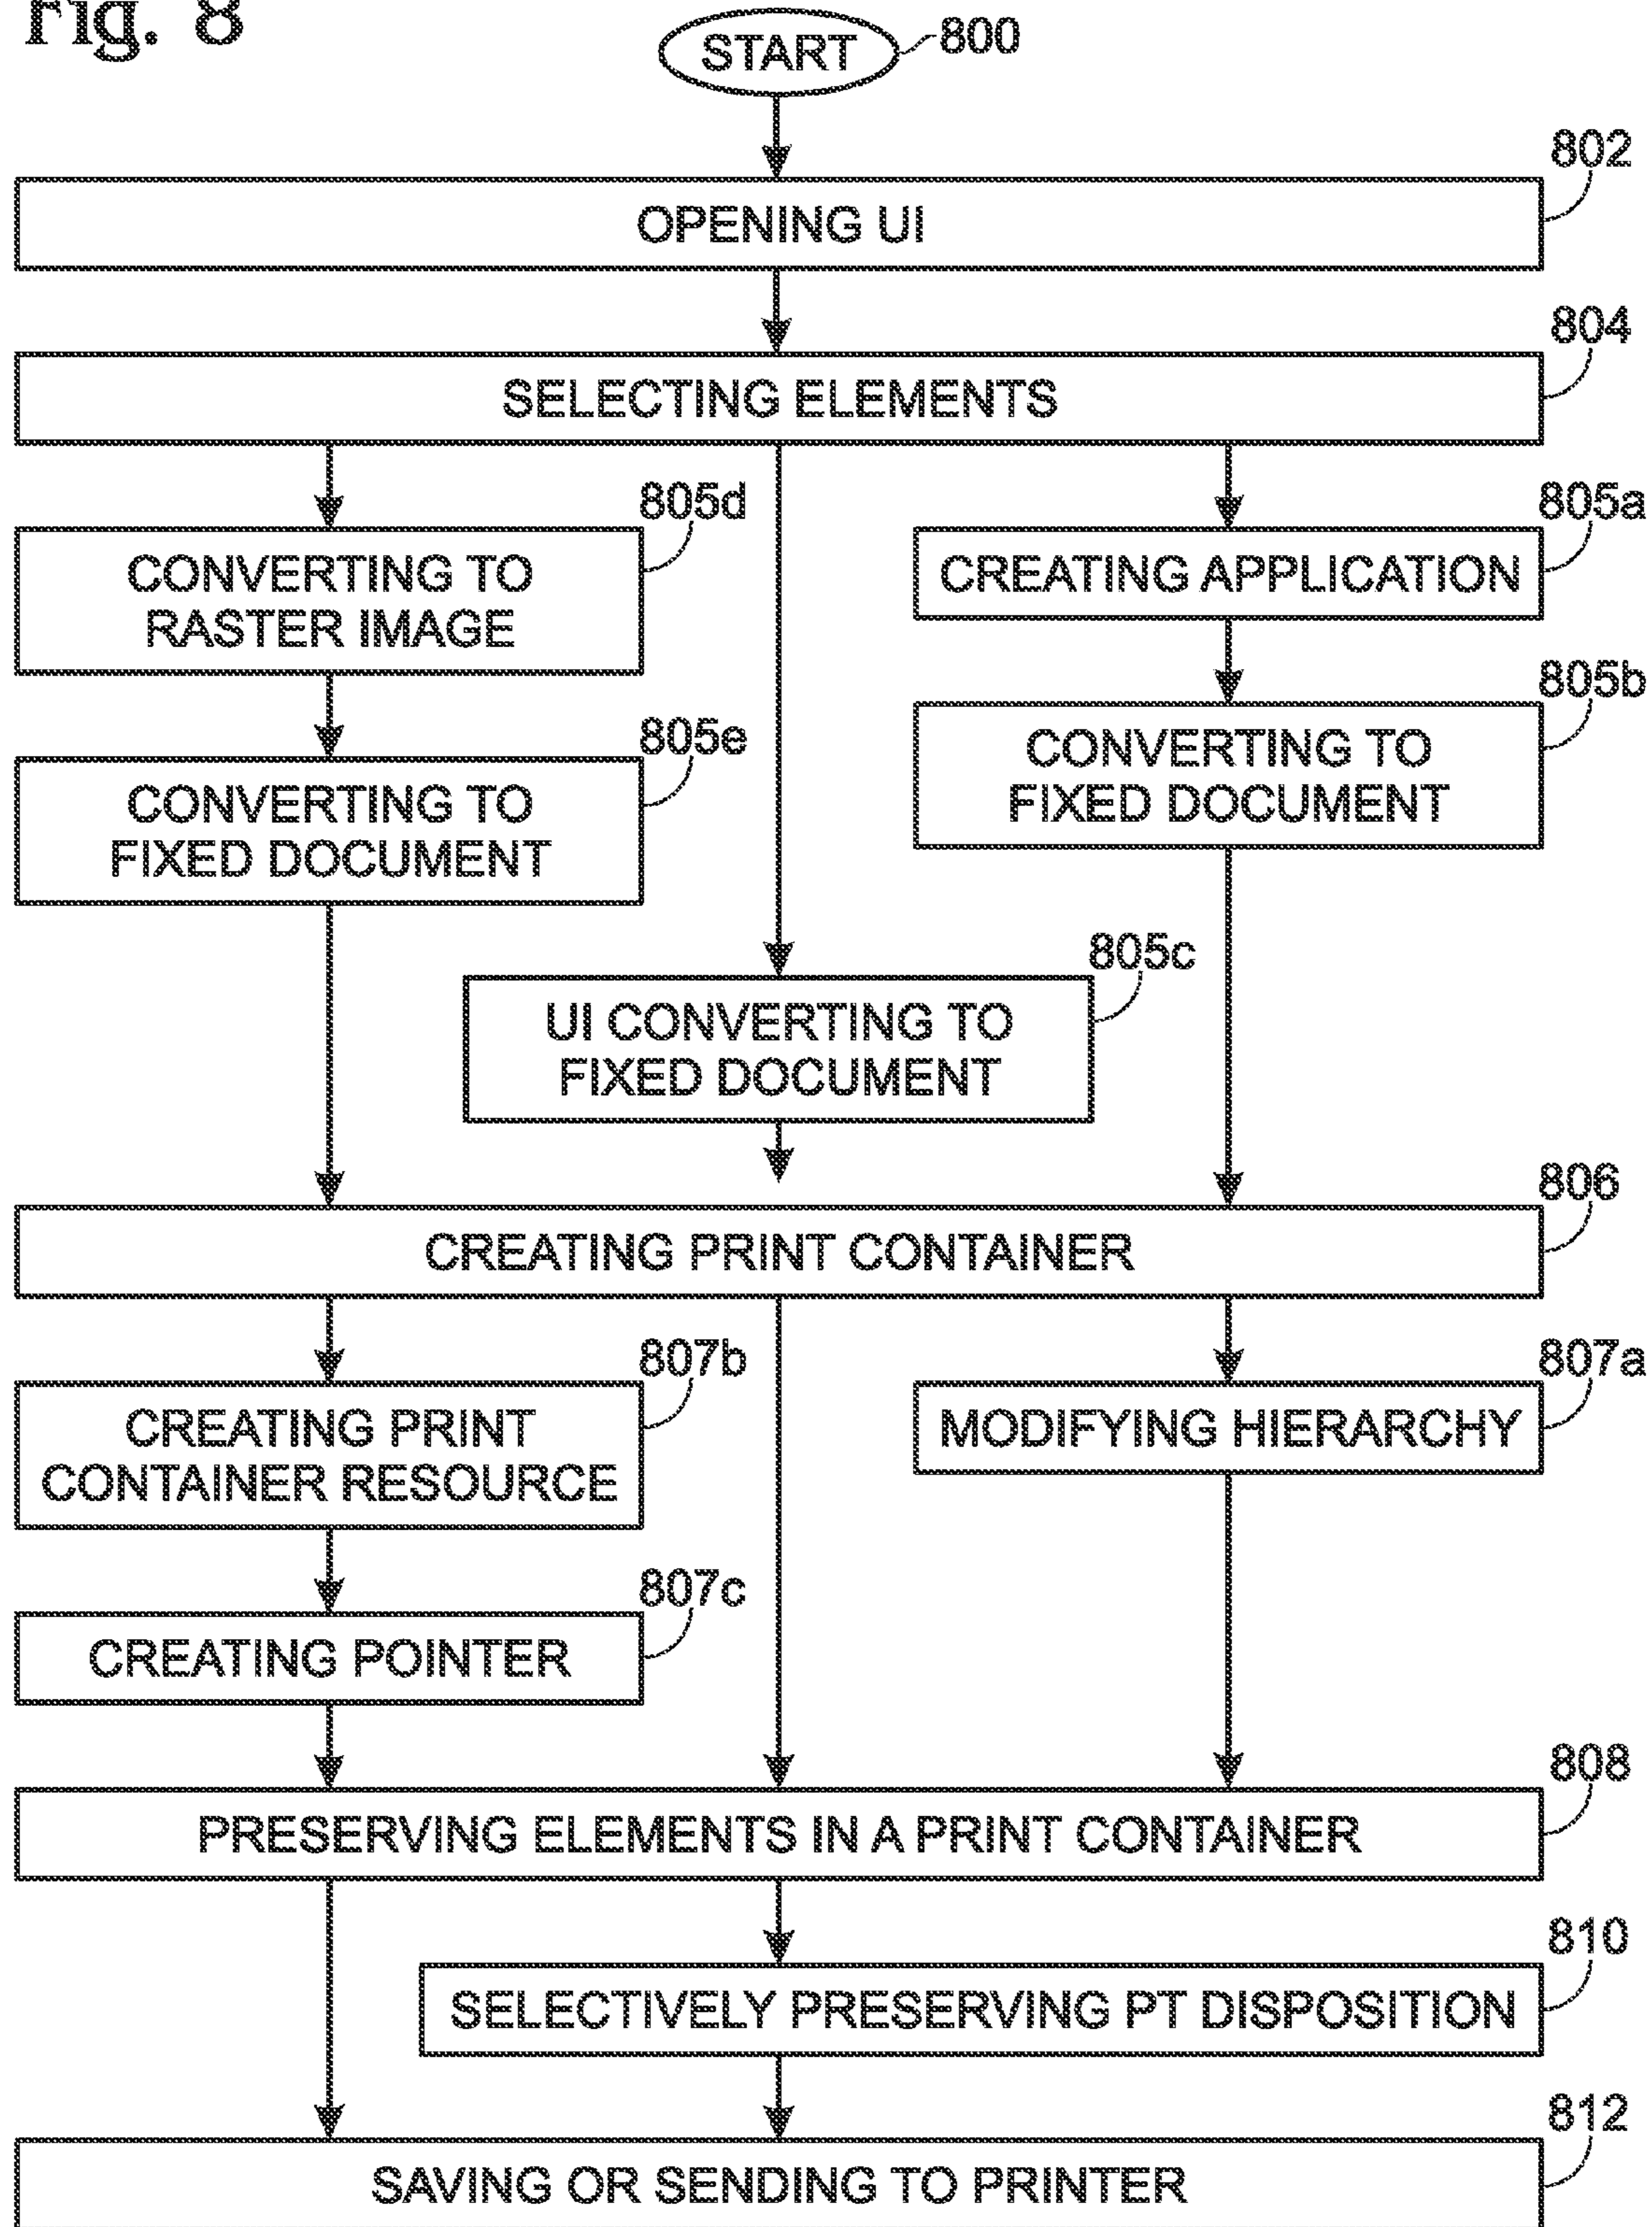 Fig. 8
START
800
802
OPENING UI
804
SELECTING ELEMENTS
805d
805a
CONVERTING TO
RASTER IMAGE
CREATING APPLICATION
805b
805e
CONVERTING TO
FIXED DOCUMENT
CONVERTING TO
FIXED DOCUMENT
805c
UI CONVERTING TO
FIXED DOCUMENT
806
CREATING PRINT CONTAINER
807b
807a
CREATING PRINT
CONTAINER RESOURCE
MODIFYING HIERARCHY
807c
CREATING POINTER
808
PRESERVING ELEMENTS IN A PRINT CONTAINER
810
SELECTIVELY PRESERVING PT DISPOSITION
812
SAVING OR SENDING TO PRINTER